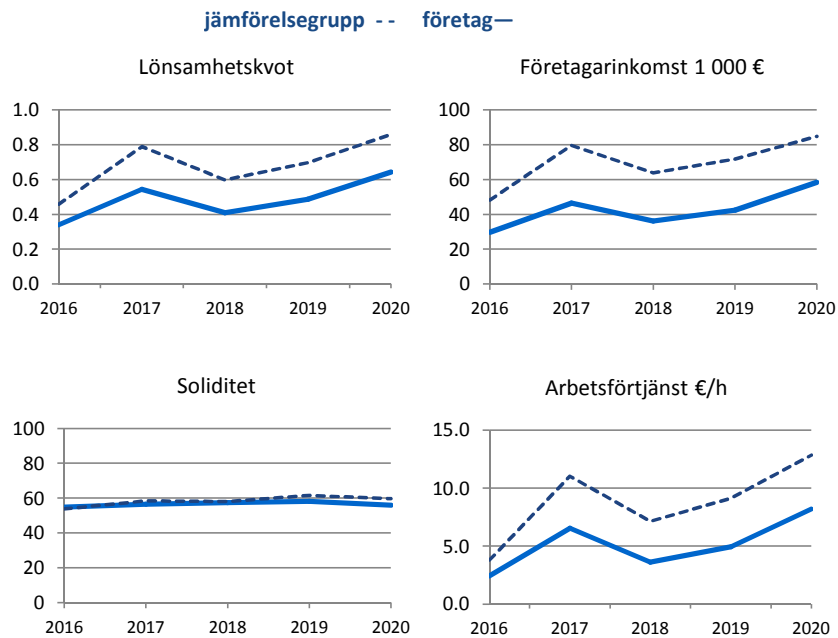 jämförelsegrupp - - företag—
Lönsamhetskvot
1.0
0.8
0.6
0.4
0.2
0.0
2016 2017 2018 2019 2020
Företagarinkomst 1 000 €
100
80
60
40
20
0
2016 2017 2018 2019 2020
Soliditet
100
80
60
40
20
0
2016 2017 2018 2019 2020
Arbetsförtjänst €/h
15.0
10.0
5.0
0.0
2016 2017 2018 2019 2020